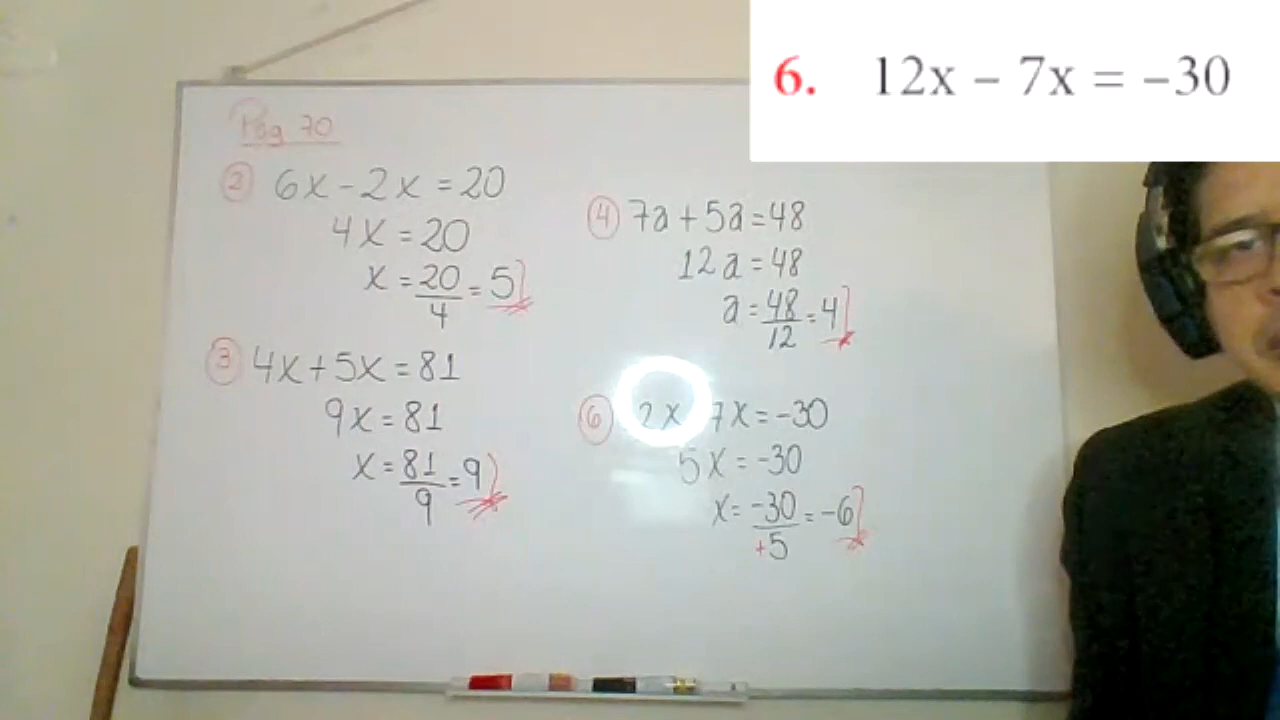 6. 12x − 7x = −30
Pág 70
② 6x - 2x = 20
4x = 20
x = 20/4 = 5
③ 4x + 5x = 81
9x = 81
x = 81/9 = 9
④ 7a + 5a = 48
12a = 48
a = 48/12 = 4
⑥ 2x 7x = -30
5x = -30
x = -30/+5 = -6